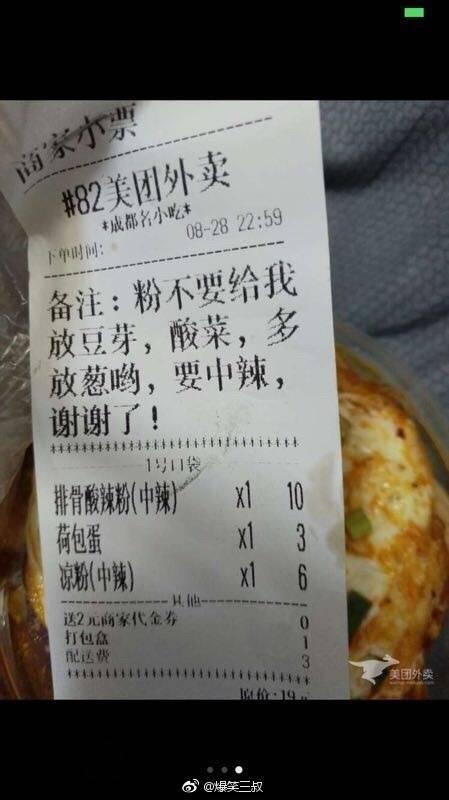 商家小票
#82美团外卖
*成都名小吃*
下单时间: 08-28 22:59
备注：粉不要给我
放豆芽，酸菜，多
放葱哟，要中辣，
谢谢了！
1号口袋
排骨酸辣粉(中辣) x1 10
荷包蛋 x1 3
凉粉(中辣) x1 6
其他
送2元商家代金券 0
打包盒 1
配送费 3
原价:19
美团外卖
@爆笑三叔